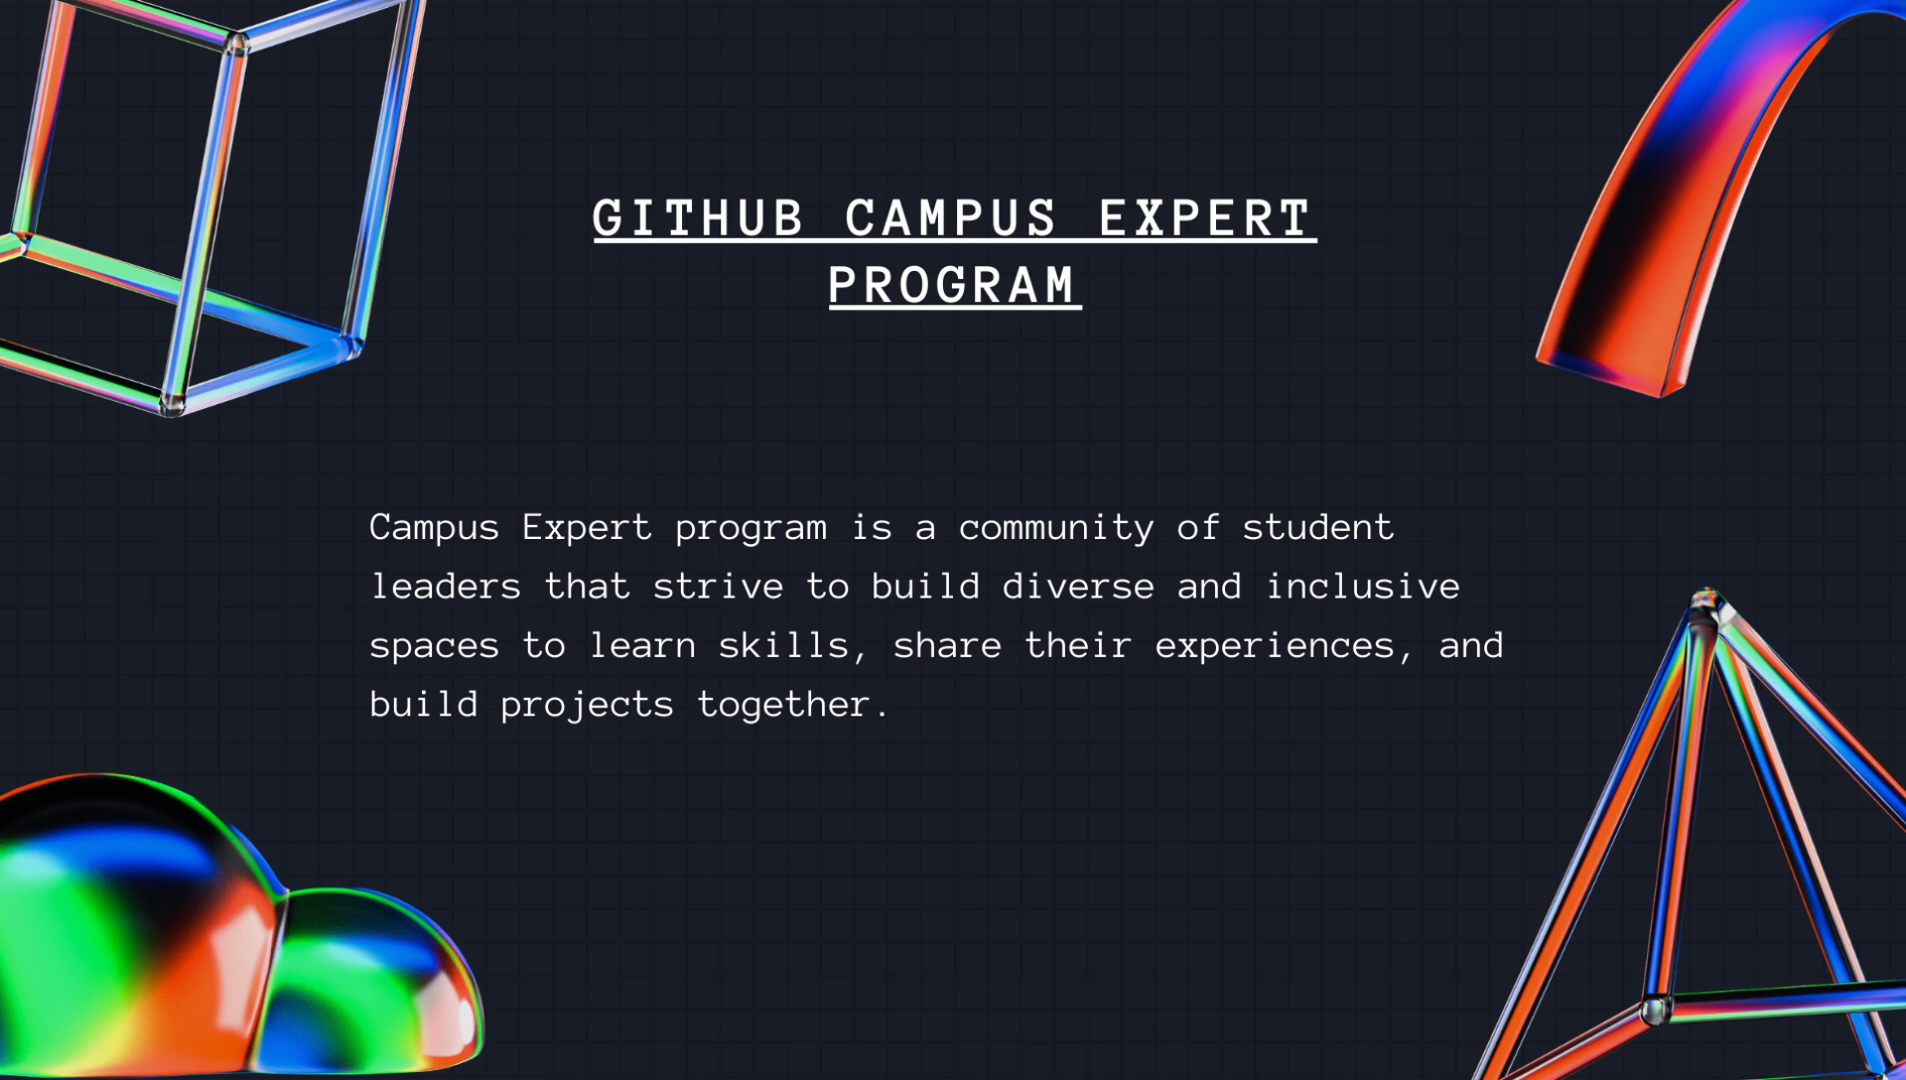 GITHUB CAMPUS EXPERT
PROGRAM
Campus Expert program is a community of student
leaders that strive to build diverse and inclusive
spaces to learn skills, share their experiences, and
build projects together.